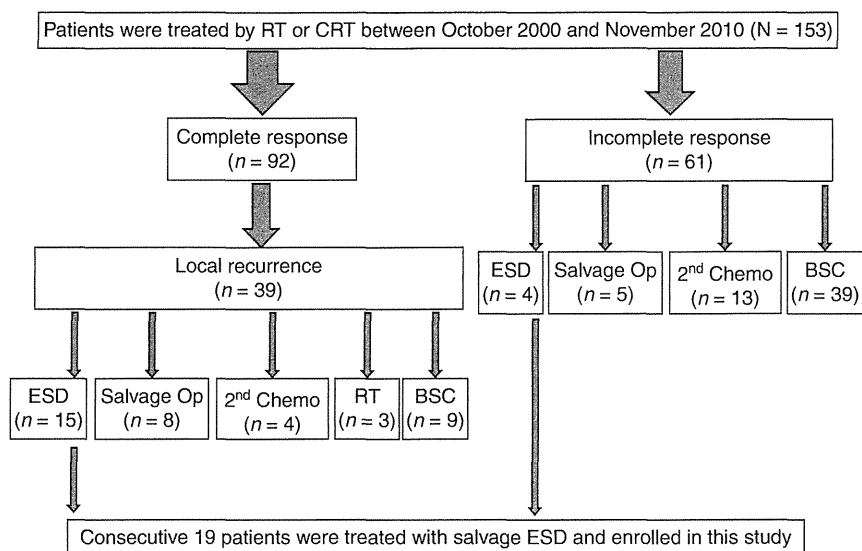 Patients were treated by RT or CRT between October 2000 and November 2010 (N = 153)
Complete response
(n = 92)
Incomplete response
(n = 61)
Local recurrence
(n = 39)
ESD
(n = 4)
Salvage Op
(n = 5)
2nd Chemo
(n = 13)
BSC
(n = 39)
ESD
(n = 15)
Salvage Op
(n = 8)
2nd Chemo
(n = 4)
RT
(n = 3)
BSC
(n = 9)
Consecutive 19 patients were treated with salvage ESD and enrolled in this study